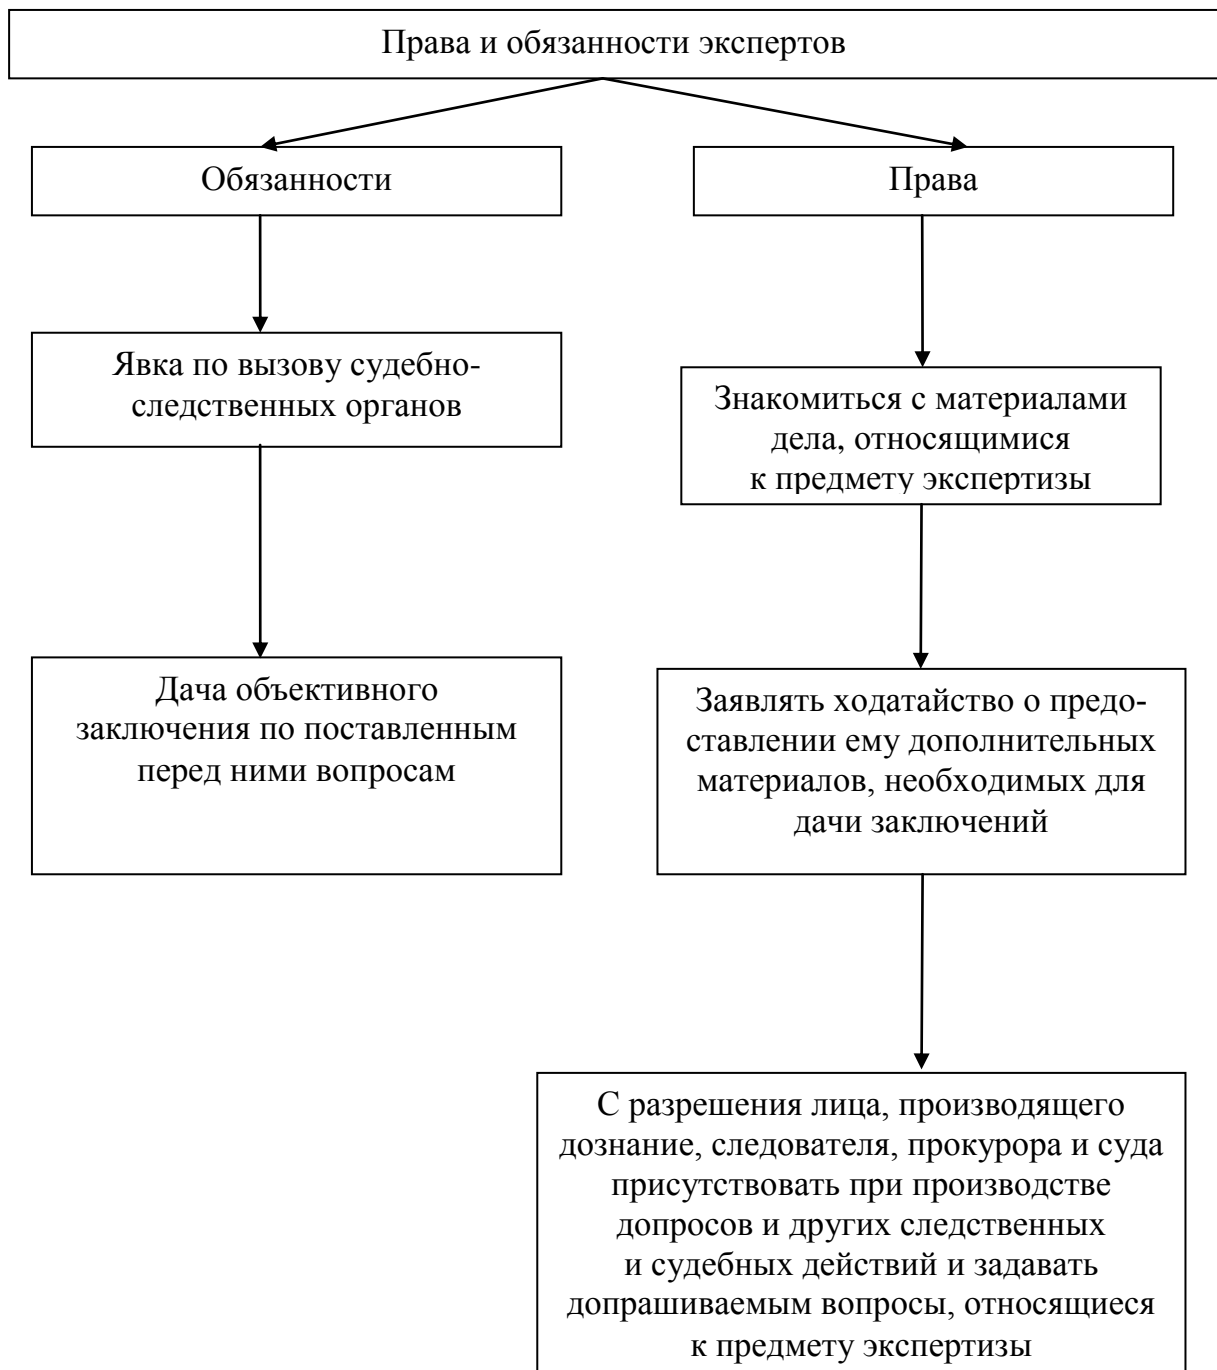 Права и обязанности экспертов
Обязанности
Права
Явка по вызову судебно-
следственных органов
Знакомиться с материалами
дела, относящимися
к предмету экспертизы
Дача объективного
заключения по поставленным
перед ними вопросам
Заявлять ходатайство о предо-
ставлении ему дополнительных
материалов, необходимых для
дачи заключений
С разрешения лица, производящего
дознание, следователя, прокурора и суда
присутствовать при производстве
допросов и других следственных
и судебных действий и задавать
допрашиваемым вопросы, относящиеся
к предмету экспертизы